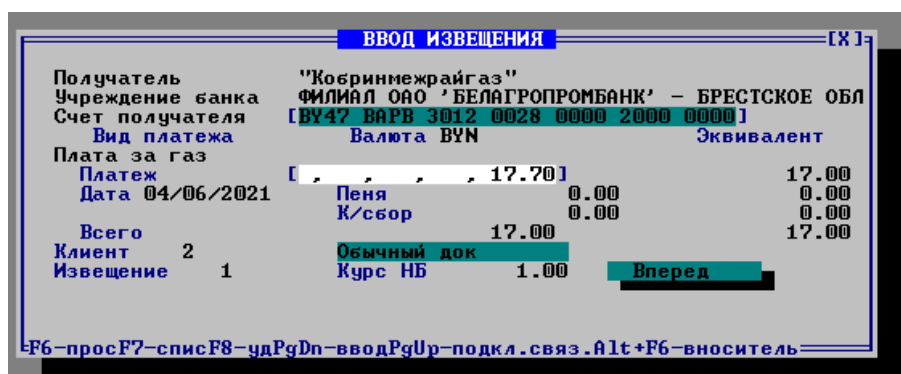 ВВОД ИЗВЕЩЕНИЯ [X]
Получатель "Кобринмежрайгаз"
Учреждение банка ФИЛИАЛ ОАО 'БЕЛАГРОПРОМБАНК' - БРЕСТСКОЕ ОБЛ
Счет получателя [BY47 BAPB 3012 0028 0000 2000 0000]
Вид платежа Валюта BYN Эквивалент
Плата за газ
Платеж [ , , , , 17.70] 17.00
Дата 04/06/2021 Пеня 0.00 0.00
К/сбор 0.00 0.00
Всего 17.00 17.00
Клиент 2 Обычный док
Извещение 1 Курс НБ 1.00 Вперед
F6-просF7-списF8-удPgDn-вводPgUp-подкл.связ.Alt+F6-вноситель